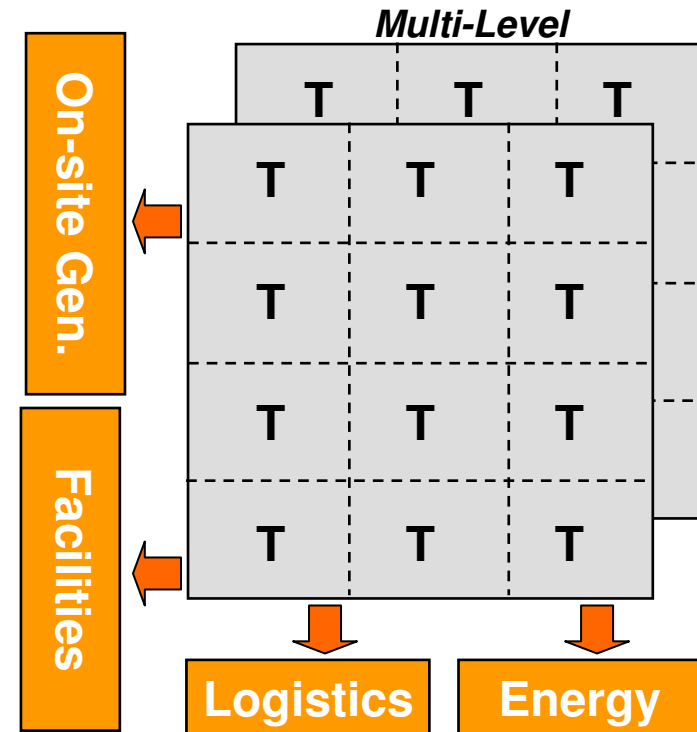 Multi-Level
On-site Gen.
T T T
T T T
T T T
T T T
T T T
Facilities
Logistics Energy